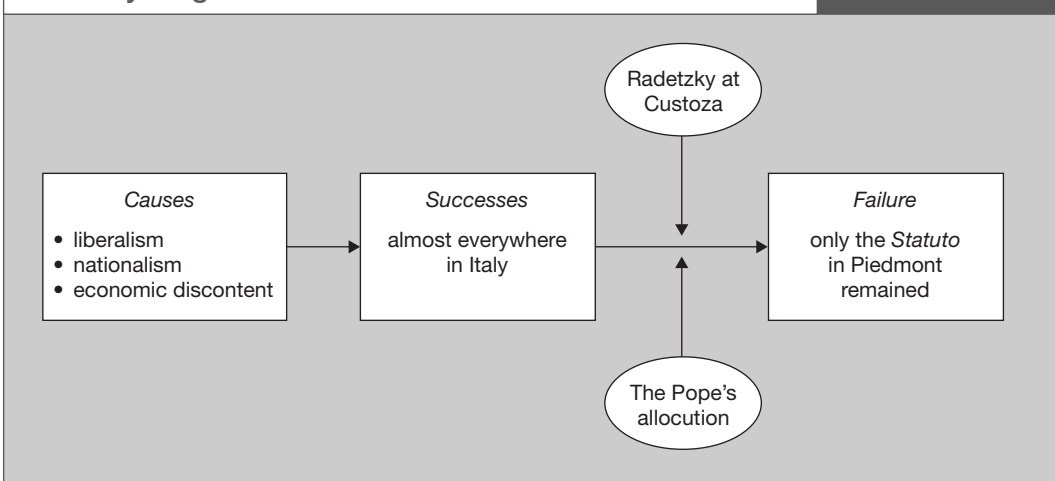 Radetzky at
Custoza
Causes
• liberalism
• nationalism
• economic discontent
Successes
almost everywhere
in Italy
Failure
only the Statuto
in Piedmont
remained
The Pope's
allocution